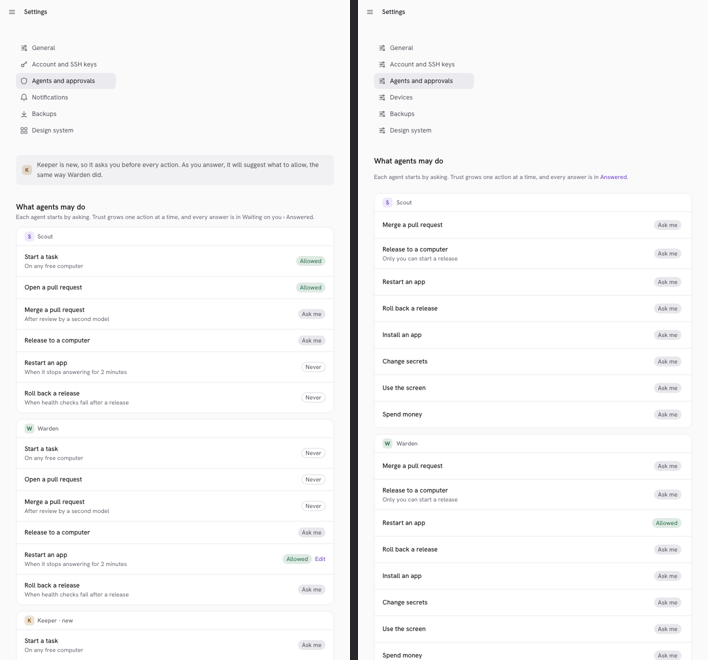 Settings
General
Account and SSH keys
Agents and approvals
Notifications
Backups
Design system
K
Keeper is new, so it asks you before every action. As you answer, it will suggest what to allow, the
same way Warden did.
What agents may do
Each agent starts by asking. Trust grows one action at a time, and every answer is in Waiting on you › Answered.
S Scout
Start a task
On any free computer
Allowed
Open a pull request
Allowed
Merge a pull request
After review by a second model
Ask me
Release to a computer
Ask me
Restart an app
When it stops answering for 2 minutes
Never
Roll back a release
When health checks fail after a release
Never
W Warden
Start a task
On any free computer
Never
Open a pull request
Never
Merge a pull request
After review by a second model
Never
Release to a computer
Ask me
Restart an app
When it stops answering for 2 minutes
Allowed Edit
Roll back a release
When health checks fail after a release
Ask me
K Keeper · new
Start a task
On any free computer
Ask me
Settings
General
Account and SSH keys
Agents and approvals
Devices
Backups
Design system
What agents may do
Each agent starts by asking. Trust grows one action at a time, and every answer is in Answered.
S Scout
Merge a pull request
Ask me
Release to a computer
Only you can start a release
Ask me
Restart an app
Ask me
Roll back a release
Ask me
Install an app
Ask me
Change secrets
Ask me
Use the screen
Ask me
Spend money
Ask me
W Warden
Merge a pull request
Ask me
Release to a computer
Only you can start a release
Ask me
Restart an app
Allowed
Roll back a release
Ask me
Install an app
Ask me
Change secrets
Ask me
Use the screen
Ask me
Spend money
Ask me